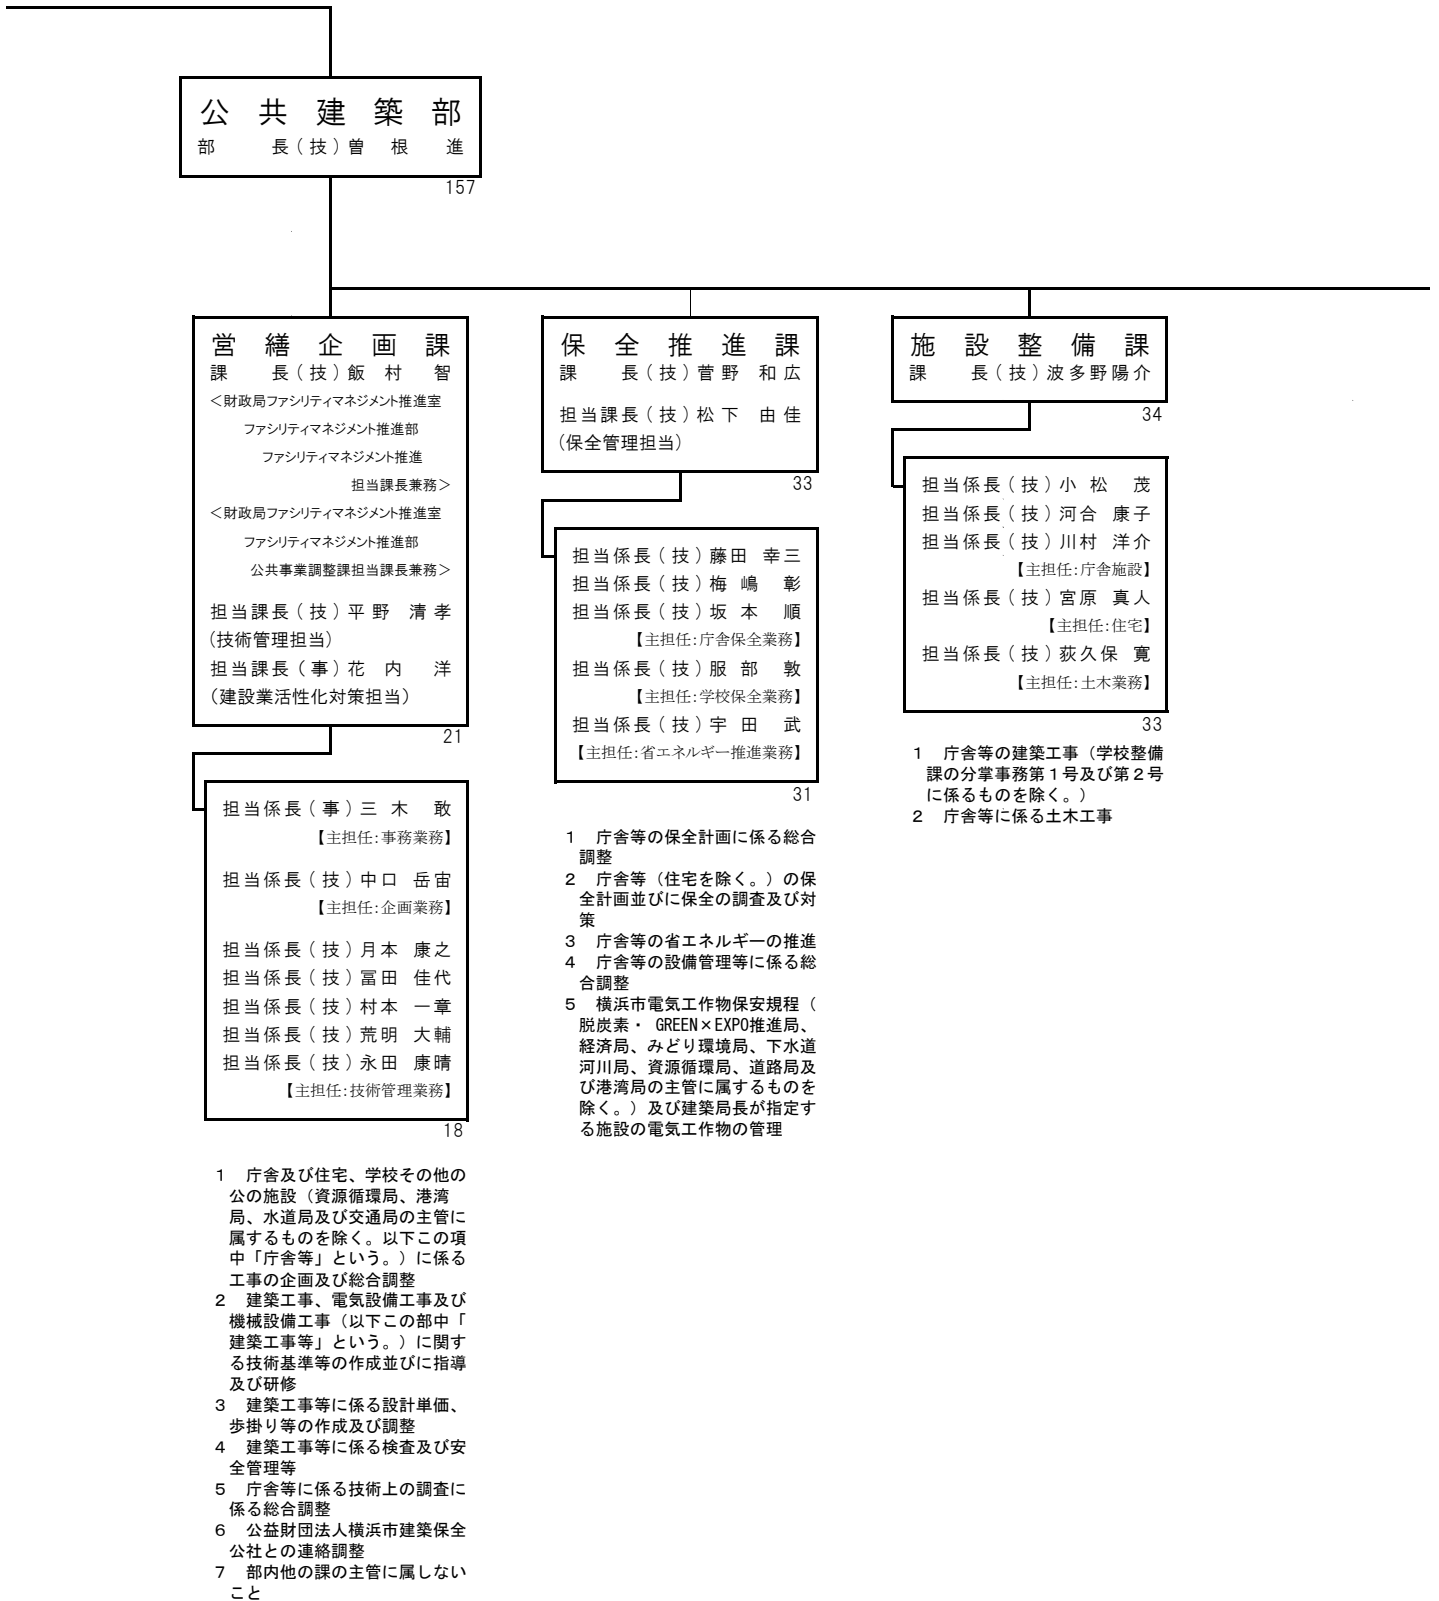 公共建築部
部長(技)曽根進
157
営繕企画課
課長(技)飯村智
<財政局ファシリティマネジメント推進室
ファシリティマネジメント推進部
ファシリティマネジメント推進
担当課長兼務>
<財政局ファシリティマネジメント推進室
ファシリティマネジメント推進部
公共事業調整課担当課長兼務>
担当課長(技)平野清孝
(技術管理担当)
担当課長(事)花内洋
(建設業活性化対策担当)
21
担当係長(事)三木敢
【主担任:事務業務】
担当係長(技)中口岳宙
【主担任:企画業務】
担当係長(技)月本康之
担当係長(技)冨田佳代
担当係長(技)村本一章
担当係長(技)荒明大輔
担当係長(技)永田康晴
【主担任:技術管理業務】
18
1 庁舎及び住宅、学校その他の
公の施設(資源循環局、港湾
局、水道局及び交通局の主管に
属するものを除く。以下この項
中「庁舎等」という。)に係る
工事の企画及び総合調整
2 建築工事、電気設備工事及び
機械設備工事(以下この部中「
建築工事等」という。)に関す
る技術基準等の作成並びに指導
及び研修
3 建築工事等に係る設計単価、
歩掛り等の作成及び調整
4 建築工事等に係る検査及び安
全管理等
5 庁舎等に係る技術上の調査に
係る総合調整
6 公益財団法人横浜市建築保全
公社との連絡調整
7 部内他の課の主管に属しない
こと
保全推進課
課長(技)菅野和広
担当課長(技)松下由佳
(保全管理担当)
33
担当係長(技)藤田幸三
担当係長(技)梅嶋彰
担当係長(技)坂本順
【主担任:庁舎保全業務】
担当係長(技)服部敦
【主担任:学校保全業務】
担当係長(技)宇田武
【主担任:省エネルギー推進業務】
31
1 庁舎等の保全計画に係る総合
調整
2 庁舎等(住宅を除く。)の保
全計画並びに保全の調査及び対
策
3 庁舎等の省エネルギーの推進
4 庁舎等の設備管理等に係る総
合調整
5 横浜市電気工作物保安規程(
脱炭素・GREEN×EXPO推進局、
経済局、みどり環境局、下水道
河川局、資源循環局、道路局及
び港湾局の主管に属するものを
除く。)及び建築局長が指定す
る施設の電気工作物の管理
施設整備課
課長(技)波多野陽介
34
担当係長(技)小松茂
担当係長(技)河合康子
担当係長(技)川村洋介
【主担任:庁舎施設】
担当係長(技)宮原真人
【主担任:住宅】
担当係長(技)荻久保寛
【主担任:土木業務】
33
1 庁舎等の建築工事(学校整備
課の分掌事務第1号及び第2号
に係るものを除く。)
2 庁舎等に係る土木工事